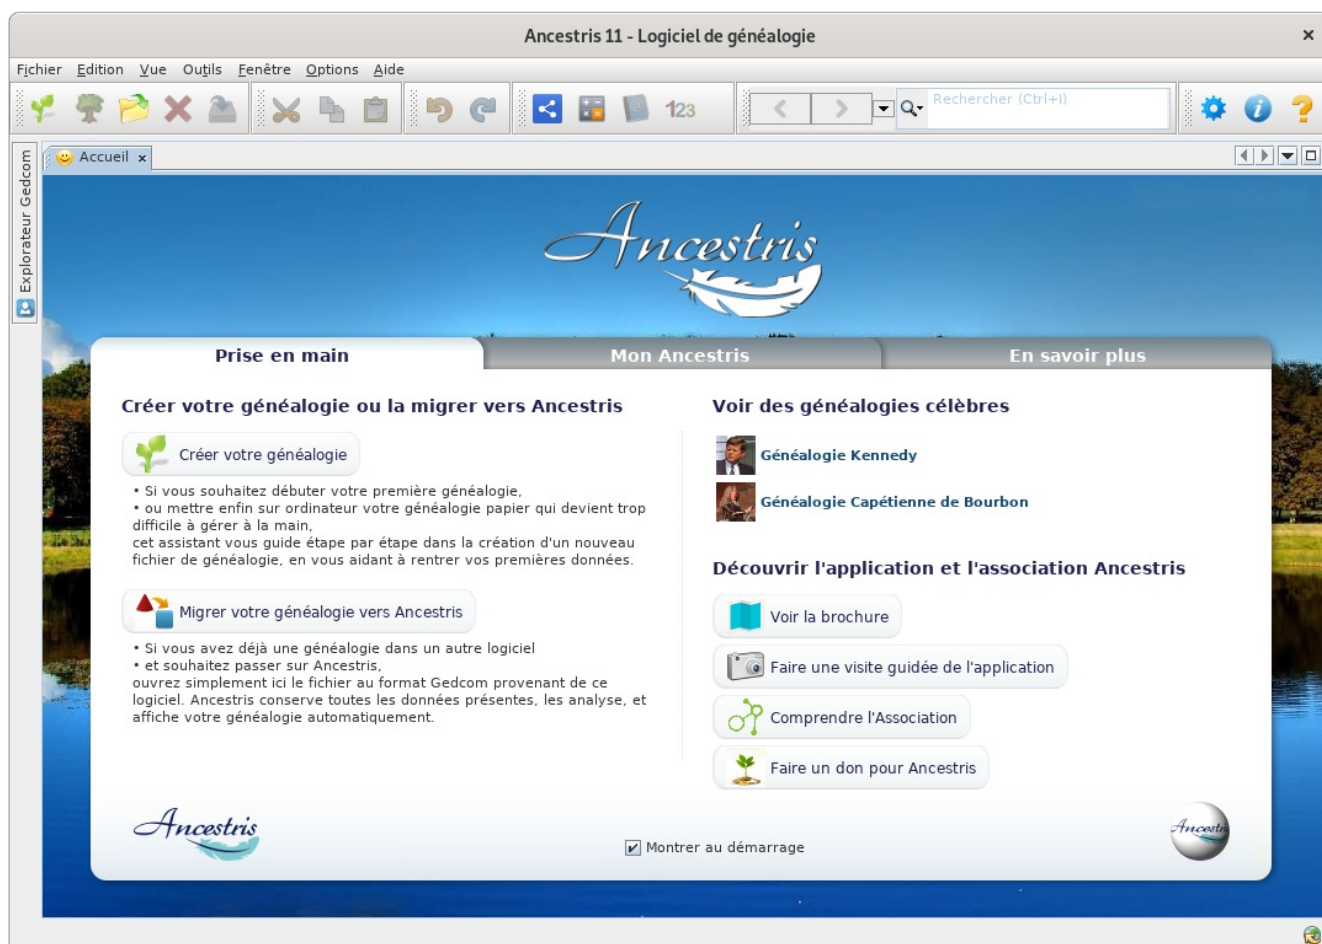 Ancestris 11 - Logiciel de généalogie
Fichier Edition Vue Outils Fenêtre Options Aide
123
Rechercher (Ctrl+I)
Explorateur Gedcom
Accueil
Ancestris
Prise en main
Mon Ancestris
En savoir plus
Créer votre généalogie ou la migrer vers Ancestris
Créer votre généalogie
• Si vous souhaitez débuter votre première généalogie,
• ou mettre enfin sur ordinateur votre généalogie papier qui devient trop
difficile à gérer à la main,
cet assistant vous guide étape par étape dans la création d'un nouveau
fichier de généalogie, en vous aidant à rentrer vos premières données.
Migrer votre généalogie vers Ancestris
• Si vous avez déjà une généalogie dans un autre logiciel
• et souhaitez passer sur Ancestris,
ouvrez simplement ici le fichier au format Gedcom provenant de ce
logiciel. Ancestris conserve toutes les données présentes, les analyse, et
affiche votre généalogie automatiquement.
Voir des généalogies célèbres
Généalogie Kennedy
Généalogie Capétienne de Bourbon
Découvrir l'application et l'association Ancestris
Voir la brochure
Faire une visite guidée de l'application
Comprendre l'Association
Faire un don pour Ancestris
Ancestris
Montrer au démarrage
Ancestris